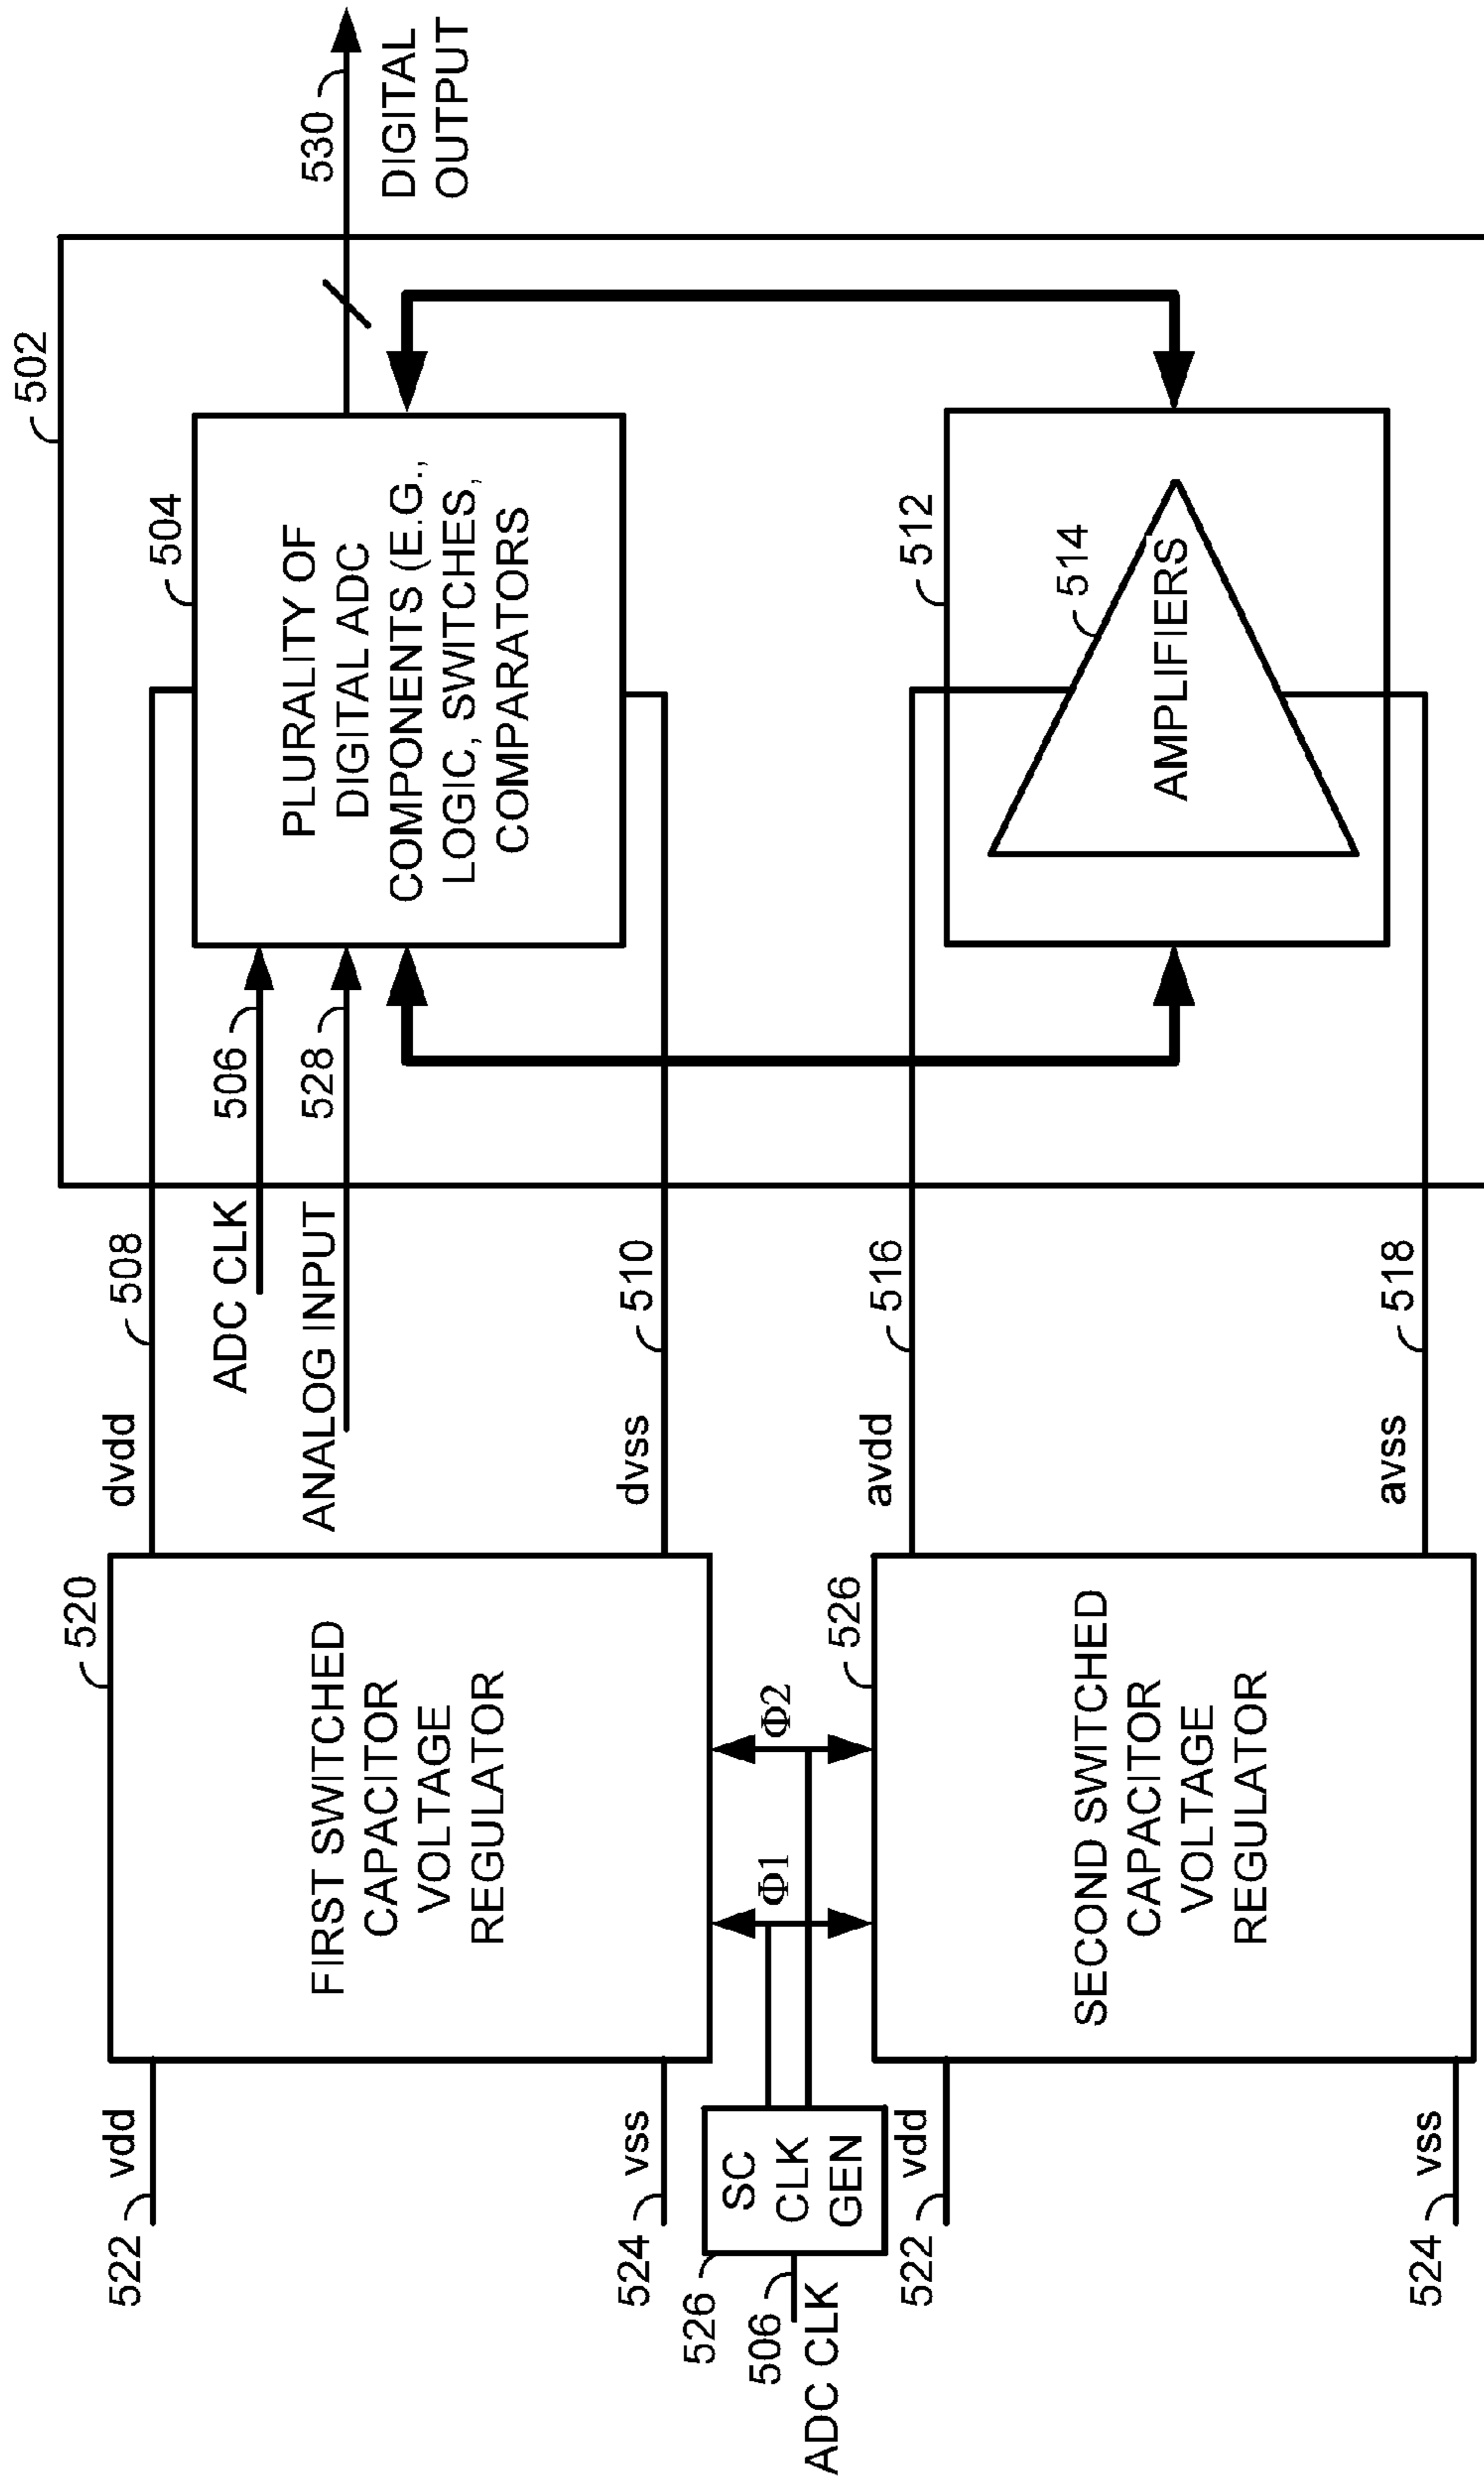 502
530
DIGITAL
OUTPUT
504
PLURALITY OF
DIGITAL ADC
COMPONENTS (E.G.,
LOGIC, SWITCHES,
COMPARATORS
dvdd
508
ADC CLK
506
ANALOG INPUT
528
dvss
510
520
FIRST SWITCHED
CAPACITOR
VOLTAGE
REGULATOR
522
vdd
524
vss
Φ1
Φ2
526
SC
CLK
GEN
506
ADC CLK
526
SECOND SWITCHED
CAPACITOR
VOLTAGE
REGULATOR
522
vdd
524
vss
avdd
516
avss
518
512
514
AMPLIFIERS